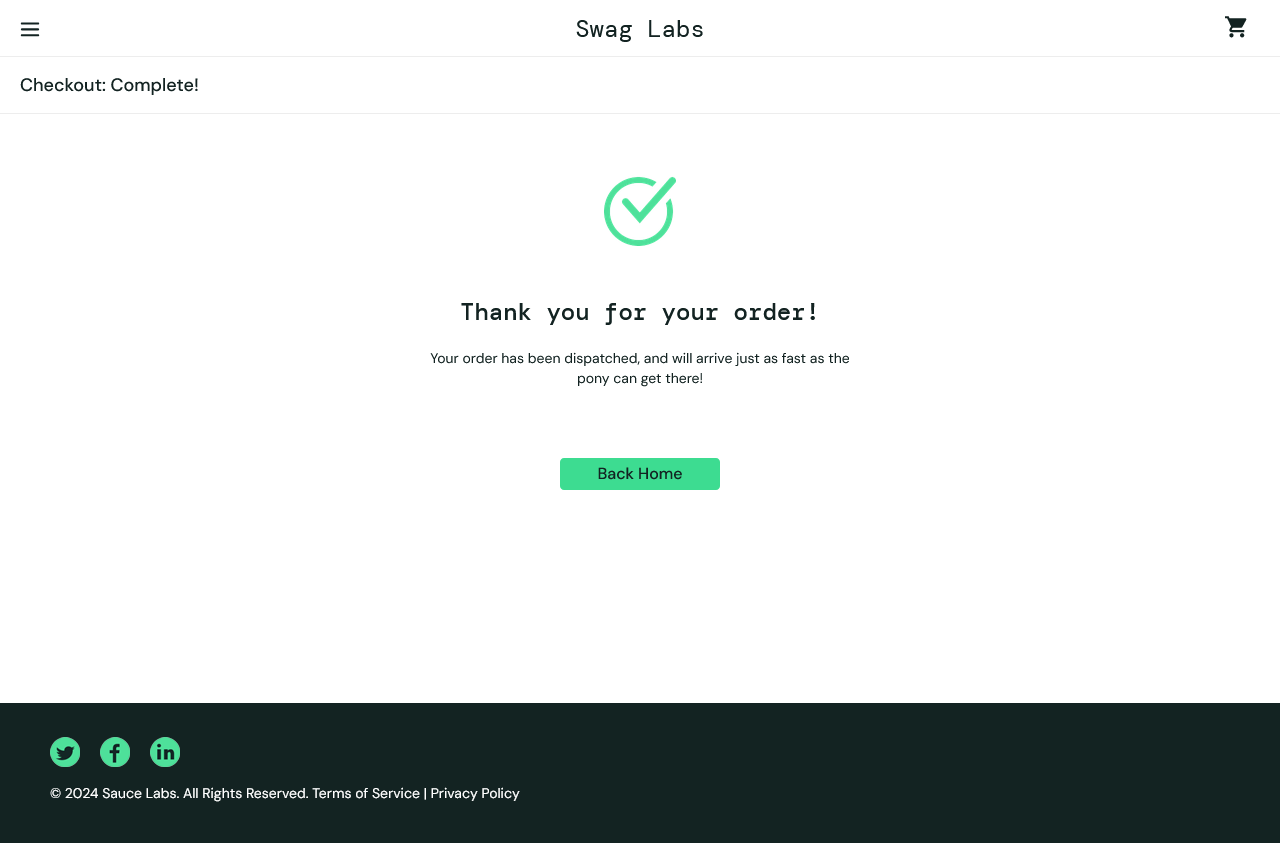 Swag Labs
Checkout: Complete!
Thank you for your order!
Your order has been dispatched, and will arrive just as fast as the
pony can get there!
Back Home
© 2024 Sauce Labs. All Rights Reserved. Terms of Service | Privacy Policy